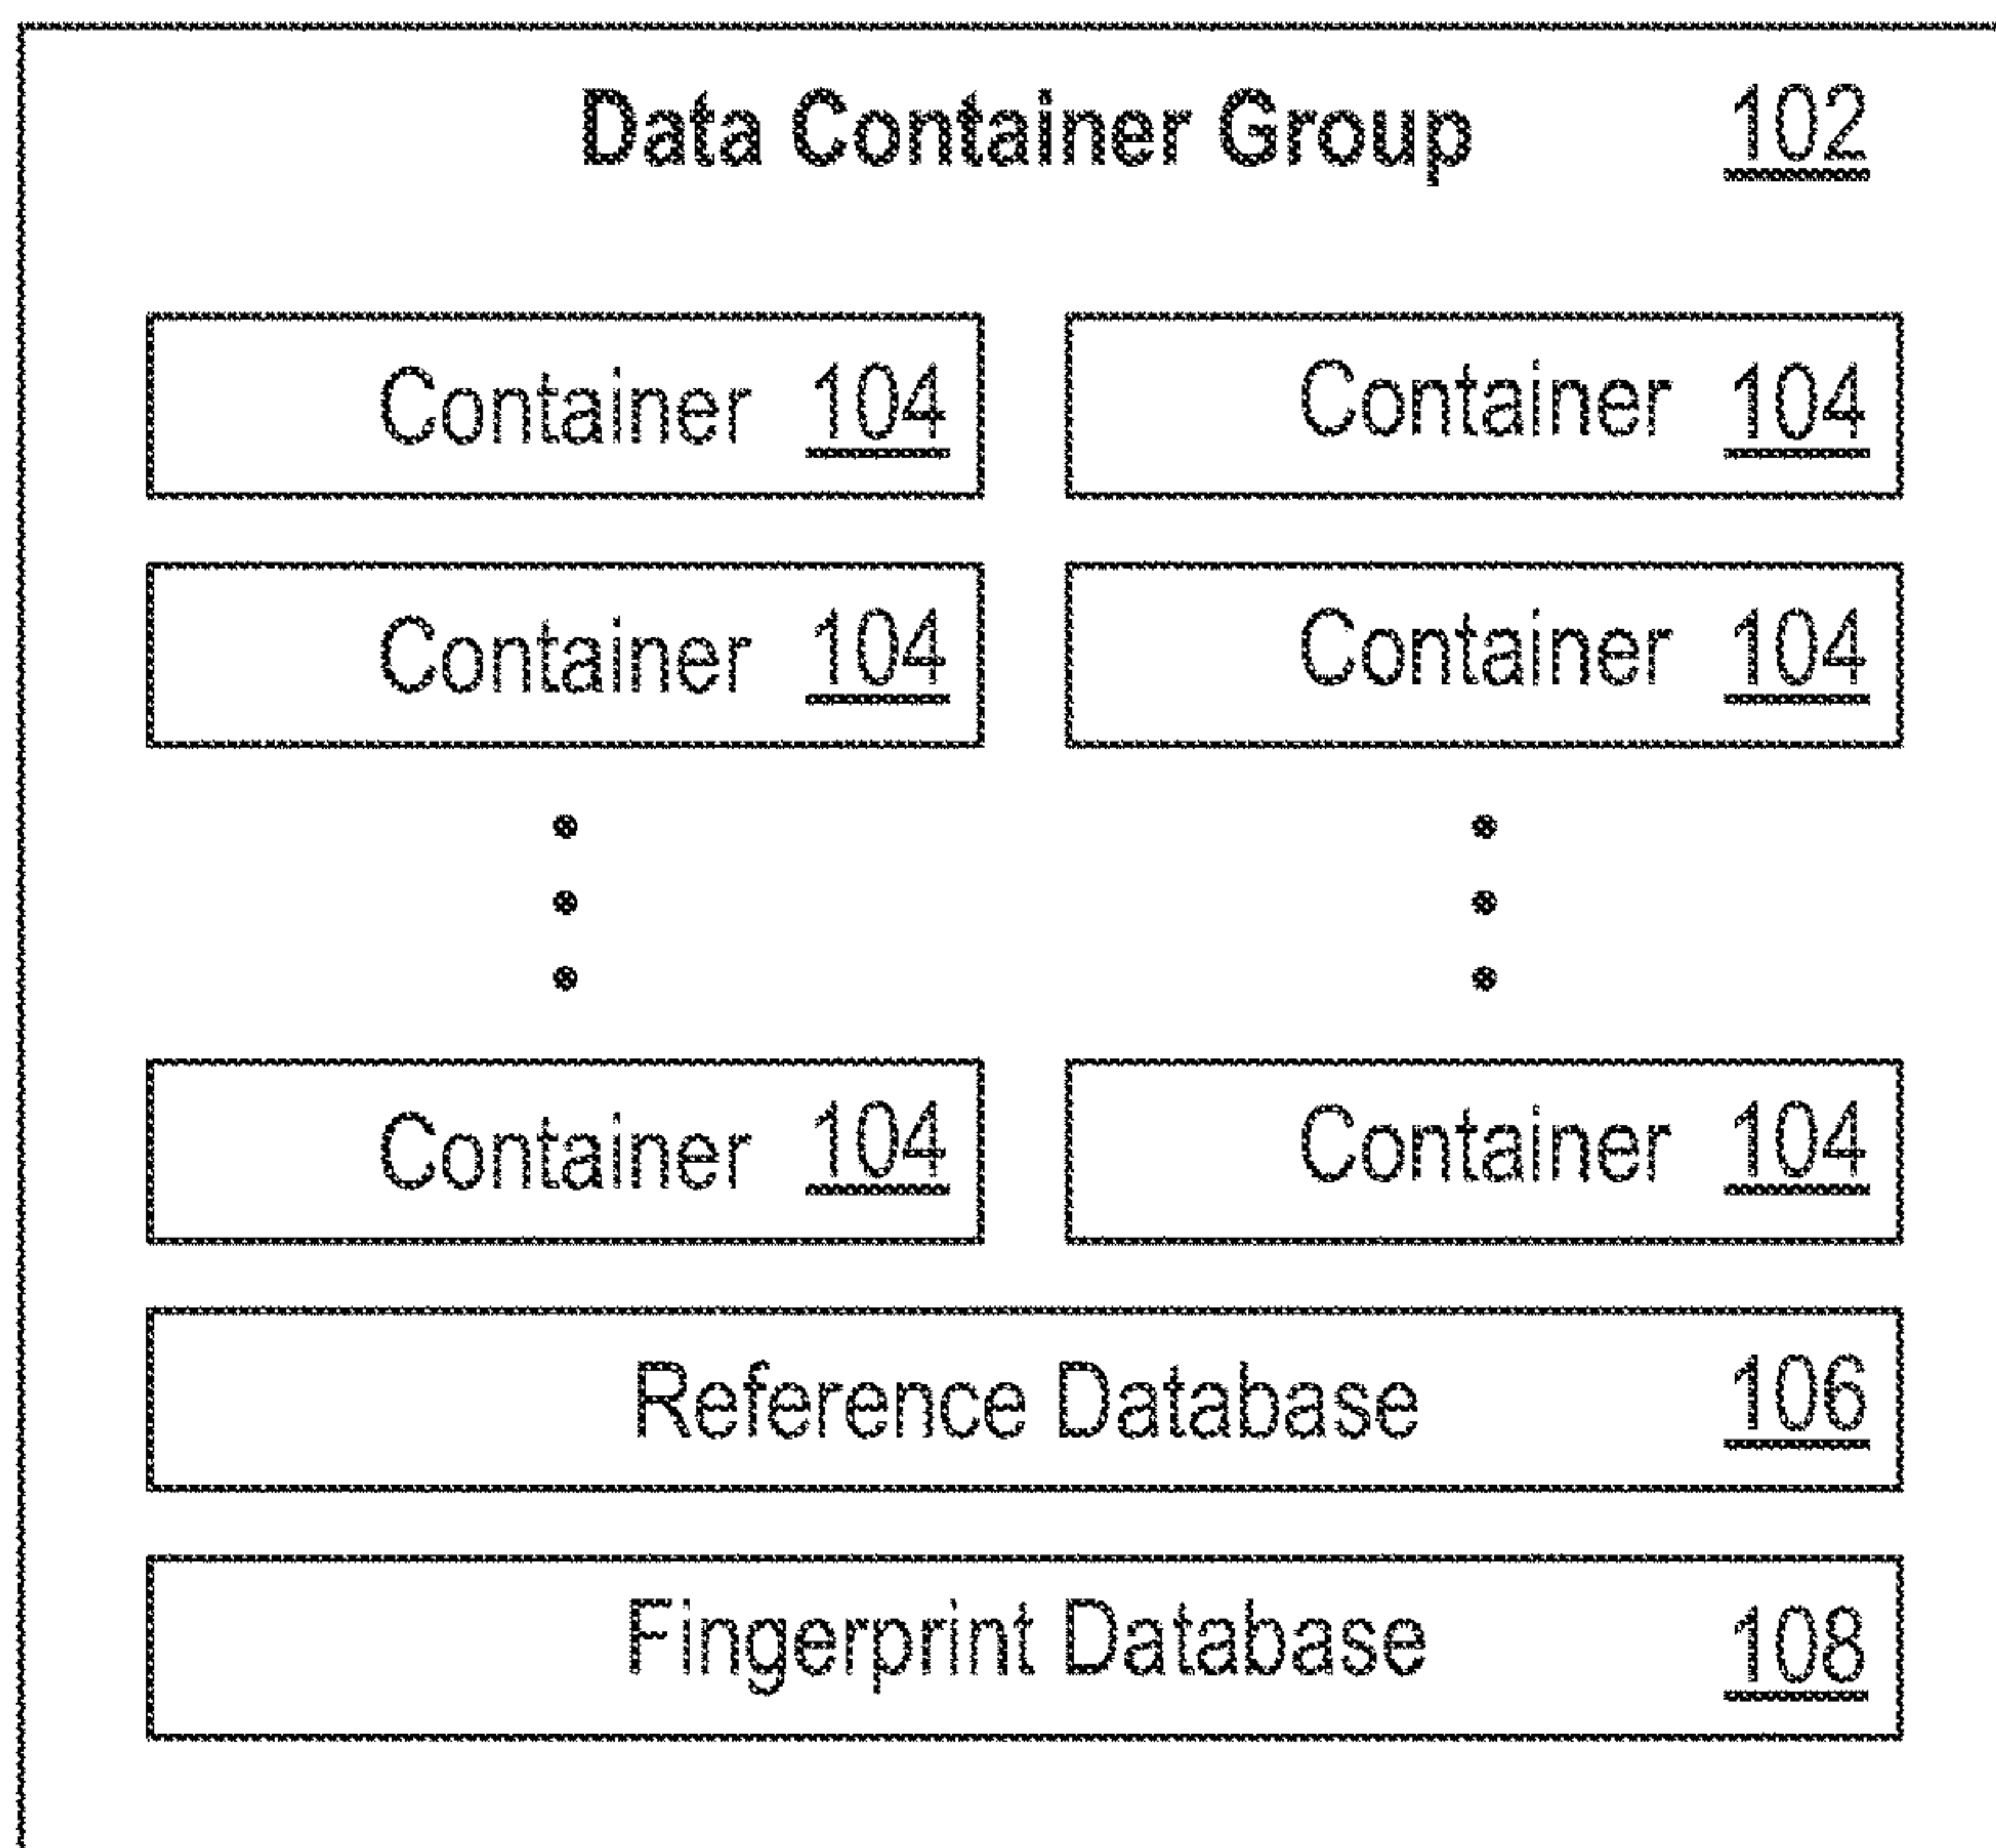 Data Container Group 102
Container 104 Container 104
Container 104 Container 104
Container 104 Container 104
Reference Database 106
Fingerprint Database 108